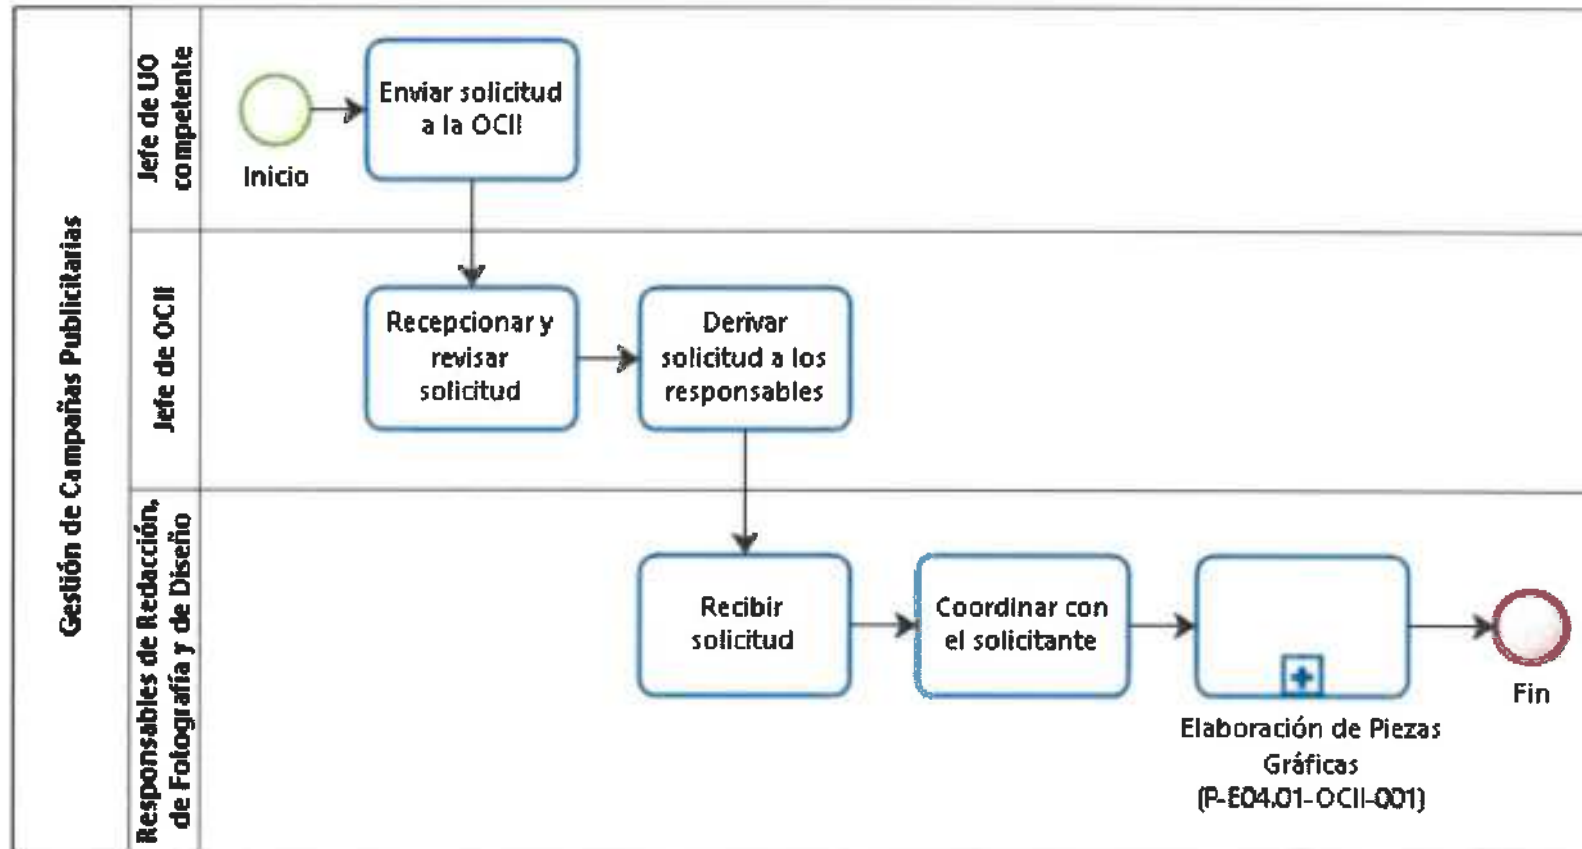 Gestión de Campañas Publicitarias
Jefe de UO
competente
Inicio
Enviar solicitud
a la OCII
Jefe de OCII
Recepcionar y
revisar
solicitud
Derivar
solicitud a los
responsables
Responsables de Redacción,
de Fotografía y de Diseño
Recibir
solicitud
Coordinar con
el solicitante
Elaboración de Piezas
Gráficas
(P-E04.01-OCII-001)
Fin